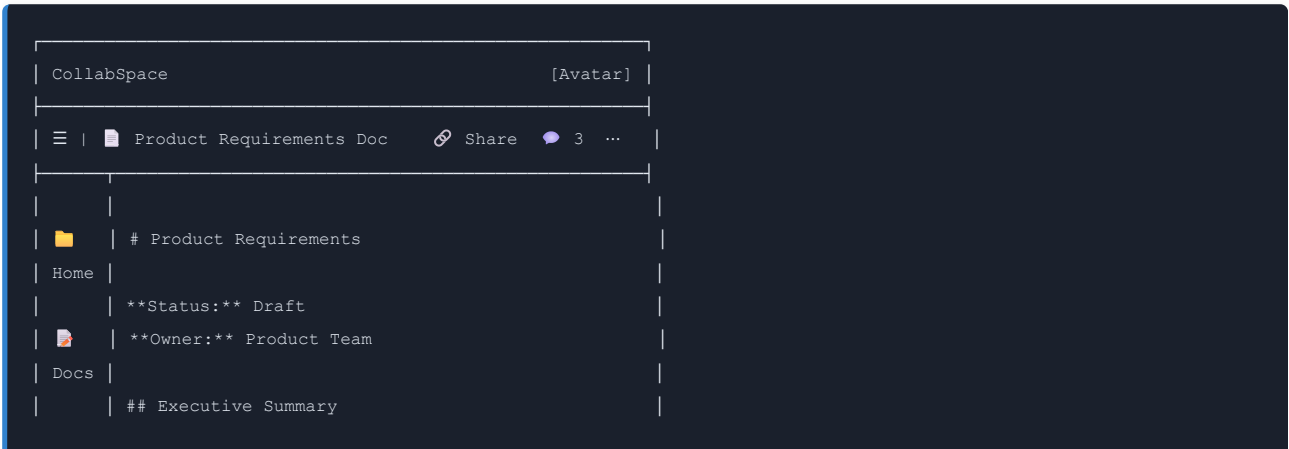 CollabSpace [Avatar]
☰ | 📄 Product Requirements Doc 🔗 Share 💬 3 ⋯
📁 # Product Requirements
Home
**Status:** Draft
📝 **Owner:** Product Team
Docs
## Executive Summary